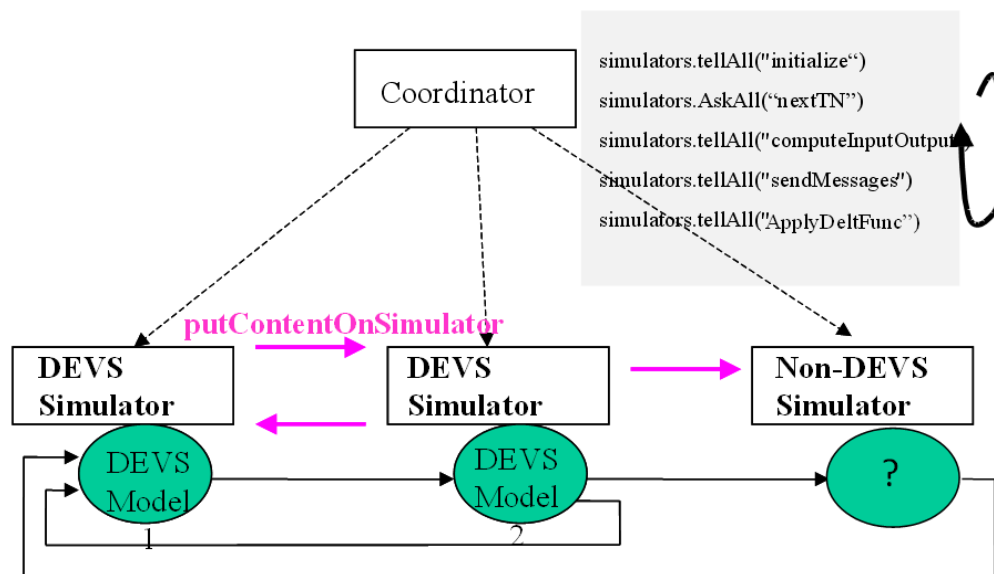 Coordinator
simulators.tellAll("initialize“)
simulators.AskAll(“nextTN”)
simulators.tellAll("computeInputOutput")
simulators.tellAll("sendMessages")
simulators.tellAll("ApplyDeltFunc”)
putContentOnSimulator
DEVS
Simulator
DEVS
Simulator
Non-DEVS
Simulator
DEVS
Model
1
DEVS
Model
2
?